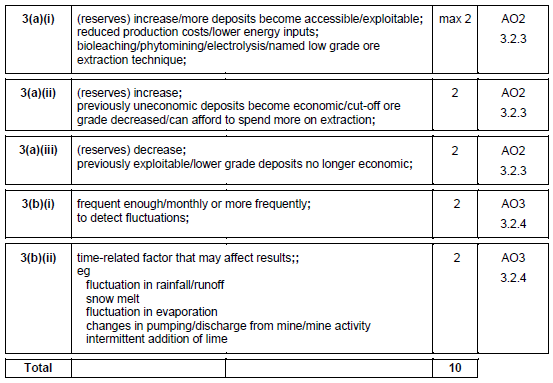 3(a)(i) (reserves) increase/more deposits become accessible/exploitable; max 2 AO2
reduced production costs/lower energy inputs; 3.2.3
bioleaching/phytomining/electrolysis/named low grade ore
extraction technique;
3(a)(ii) (reserves) increase; 2 AO2
previously uneconomic deposits become economic/cut-off ore 3.2.3
grade decreased/can afford to spend more on extraction;
3(a)(iii) (reserves) decrease; 2 AO2
previously exploitable/lower grade deposits no longer economic; 3.2.3
3(b)(i) frequent enough/monthly or more frequently; 2 AO3
to detect fluctuations; 3.2.4
3(b)(ii) time-related factor that may affect results;; 2 AO3
eg 3.2.4
fluctuation in rainfall/runoff
snow melt
fluctuation in evaporation
changes in pumping/discharge from mine/mine activity
intermittent addition of lime
Total 10